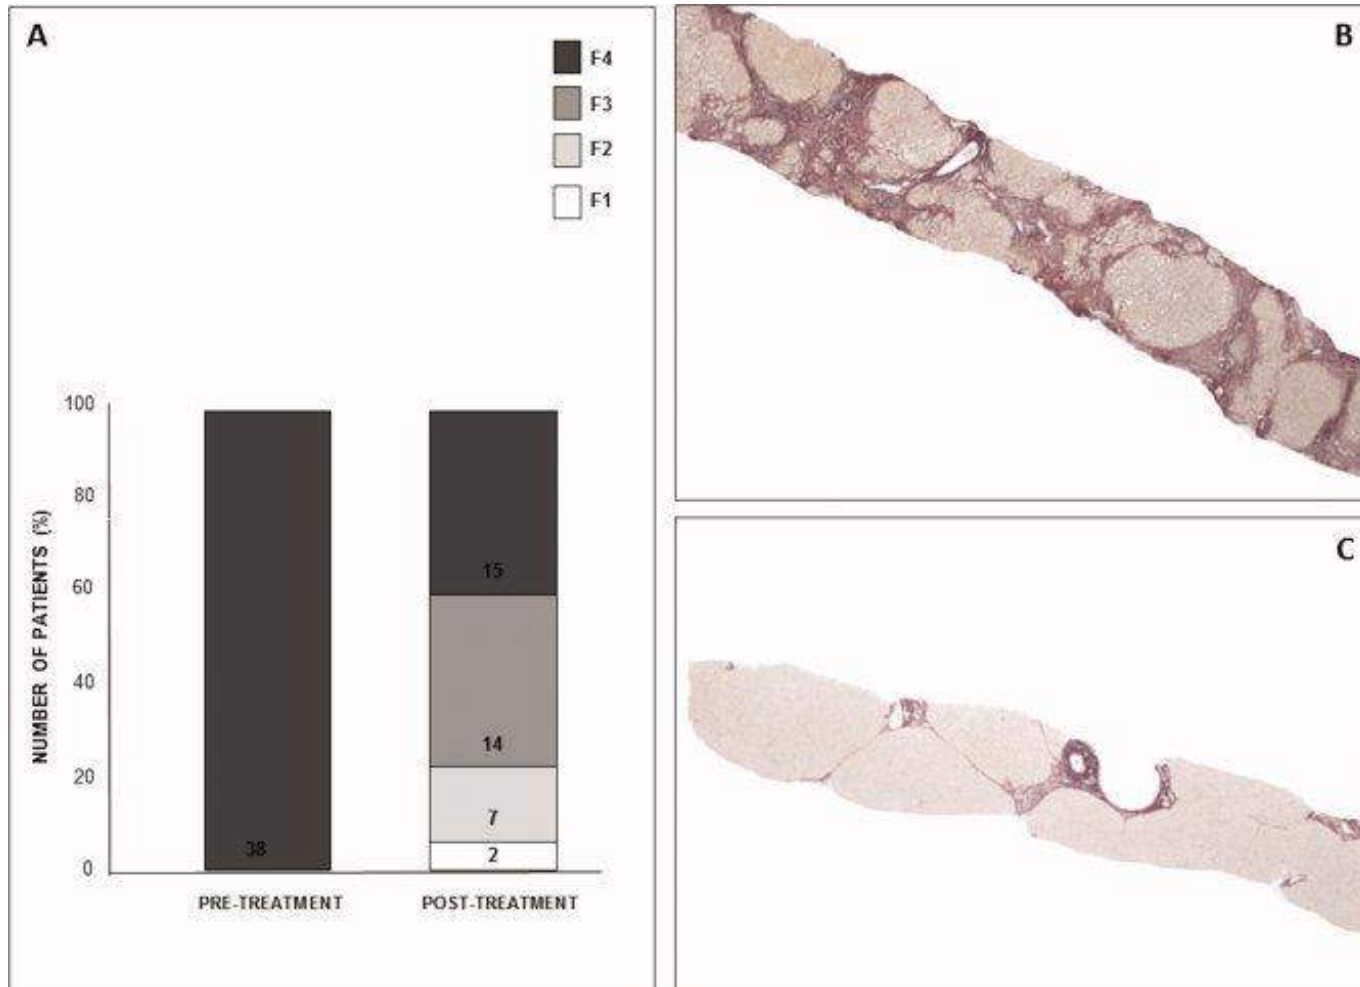 A
F4
F3
F2
F1
100
80
60
40
20
0
NUMBER OF PATIENTS (%)
38
15
14
7
2
PRE-TREATMENT
POST-TREATMENT
B
C